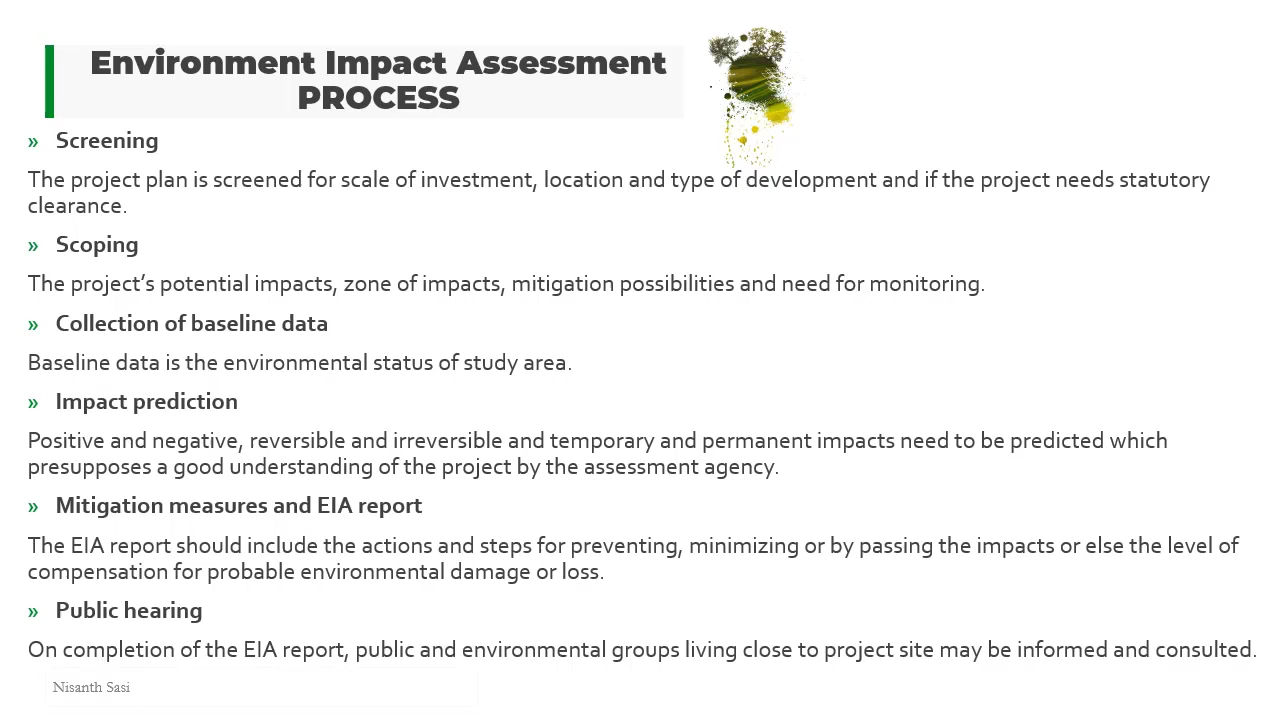 Environment Impact Assessment
PROCESS
» Screening
The project plan is screened for scale of investment, location and type of development and if the project needs statutory
clearance.
» Scoping
The project’s potential impacts, zone of impacts, mitigation possibilities and need for monitoring.
» Collection of baseline data
Baseline data is the environmental status of study area.
» Impact prediction
Positive and negative, reversible and irreversible and temporary and permanent impacts need to be predicted which
presupposes a good understanding of the project by the assessment agency.
» Mitigation measures and EIA report
The EIA report should include the actions and steps for preventing, minimizing or by passing the impacts or else the level of
compensation for probable environmental damage or loss.
» Public hearing
On completion of the EIA report, public and environmental groups living close to project site may be informed and consulted.
Nisanth Sasi